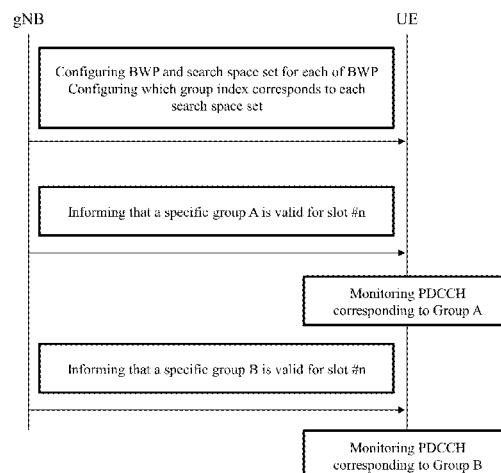 gNB
UE
Configuring BWP and search space set for each of BWP
Configuring which group index corresponds to each
search space set
Informing that a specific group A is valid for slot #n
Monitoring PDCCH
corresponding to Group A
Informing that a specific group B is valid for slot #n
Monitoring PDCCH
corresponding to Group B